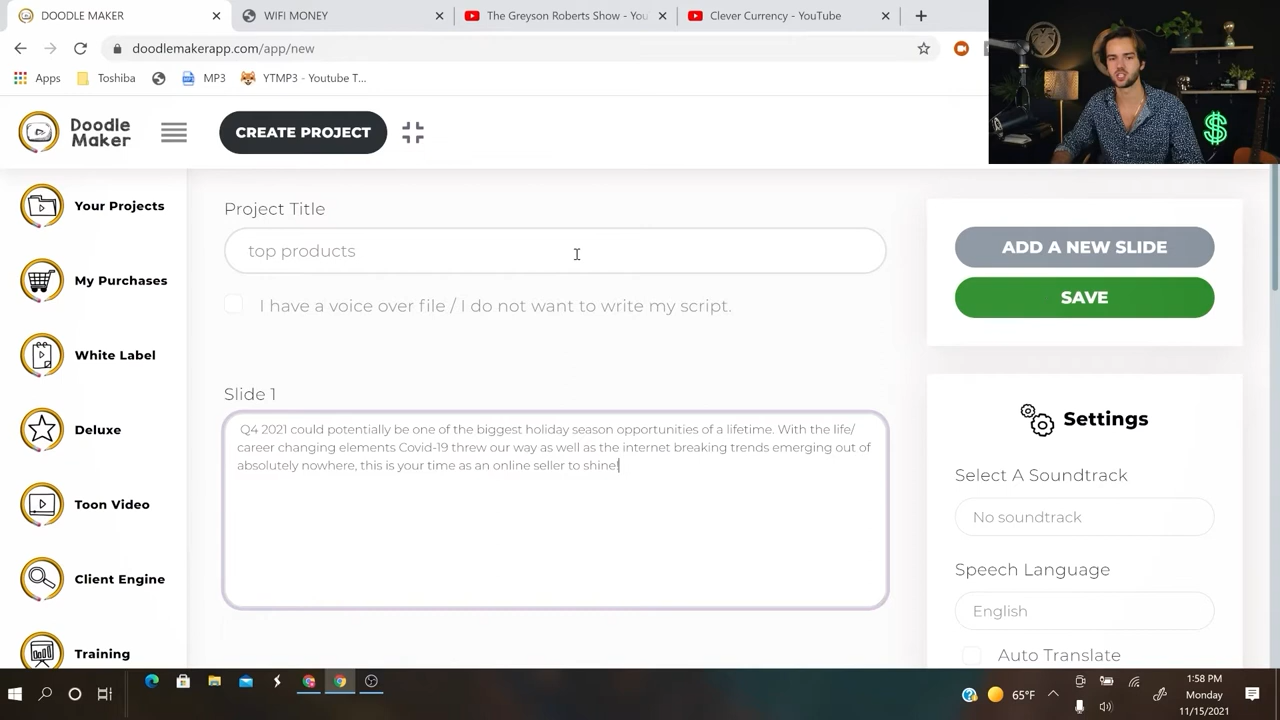 DOODLE MAKER
WIFI MONEY
The Greyson Roberts Show - You
Clever Currency - YouTube
doodlemakerapp.com/app/new
Apps
Toshiba
MP3
YTMP3 - Youtube T...
Doodle
Maker
CREATE PROJECT
Your Projects
My Purchases
White Label
Deluxe
Toon Video
Client Engine
Training
Project Title
top products
I have a voice over file / I do not want to write my script.
Slide 1
Q4 2021 could potentially be one of the biggest holiday season opportunities of a lifetime. With the life/
career changing elements Covid-19 threw our way as well as the internet breaking trends emerging out of
absolutely nowhere, this is your time as an online seller to shine!
ADD A NEW SLIDE
SAVE
Settings
Select A Soundtrack
No soundtrack
Speech Language
English
Auto Translate
$
65°F
1:58 PM
Monday
11/15/2021